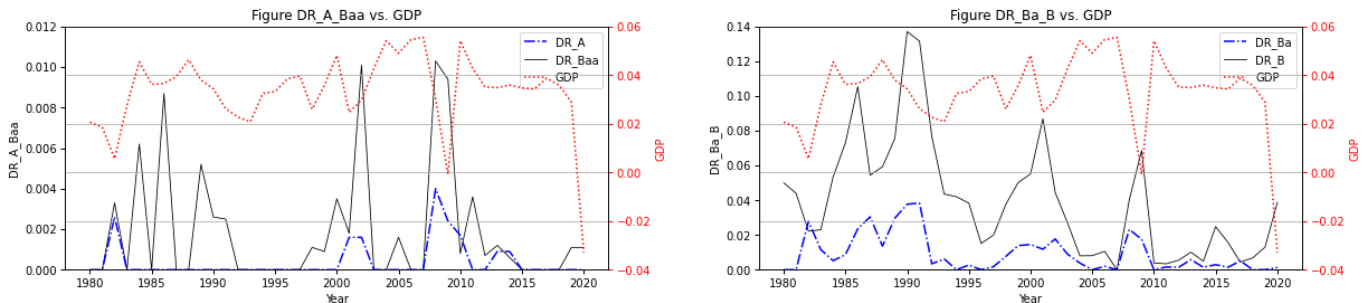 Figure DR_A_Baa vs. GDP
DR_A_Baa
0.012
0.010
0.008
0.006
0.004
0.002
0.000
1980 1985 1990 1995 2000 2005 2010 2015 2020
Year
0.06
0.04
0.02
0.00
−0.02
−0.04
GDP
DR_A
DR_Baa
GDP
Figure DR_Ba_B vs. GDP
DR_Ba_B
0.14
0.12
0.10
0.08
0.06
0.04
0.02
0.00
1980 1985 1990 1995 2000 2005 2010 2015 2020
Year
0.06
0.04
0.02
0.00
−0.02
−0.04
GDP
DR_Ba
DR_B
GDP